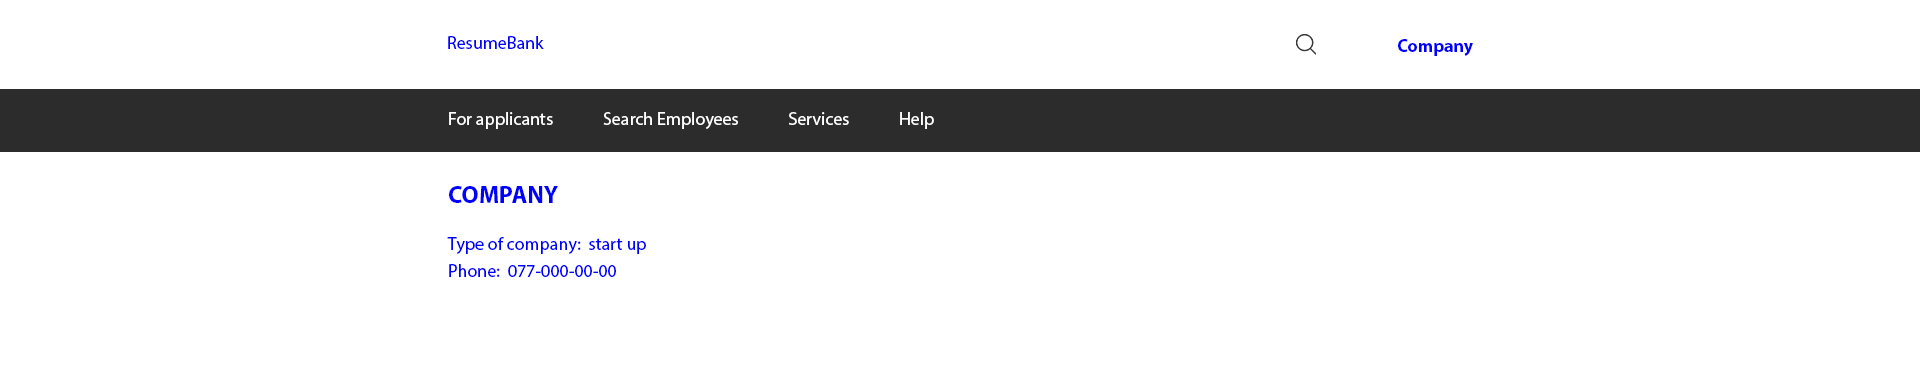 ResumeBank
Company
For applicants Search Employees Services Help
COMPANY
Type of company: start up
Phone: 077-000-00-00